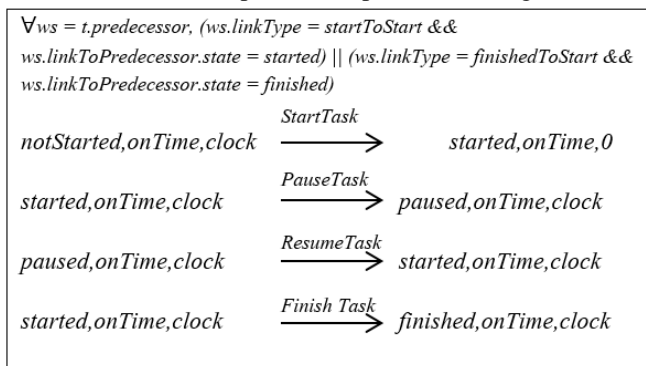 ∀ws = t.predecessor, (ws.linkType = startToStart &&
ws.linkToPredecessor.state = started) || (ws.linkType = finishedToStart &&
ws.linkToPredecessor.state = finished)
StartTask
notStarted,onTime,clock ⟶ started,onTime,0
PauseTask
started,onTime,clock ⟶ paused,onTime,clock
ResumeTask
paused,onTime,clock ⟶ started,onTime,clock
Finish Task
started,onTime,clock ⟶ finished,onTime,clock